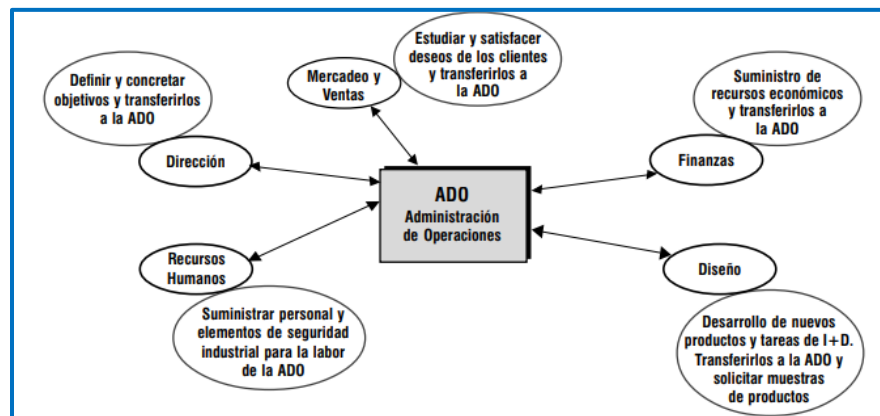 Definir y concretar
objetivos y transferirlos
a la ADO
Dirección
Mercadeo y
Ventas
Estudiar y satisfacer
deseos de los clientes
y transferirlos a
la ADO
Suministro de
recursos económicos
y transferirlos a
la ADO
Finanzas
ADO
Administración
de Operaciones
Recursos
Humanos
Suministrar personal y
elementos de seguridad
industrial para la labor
de la ADO
Diseño
Desarrollo de nuevos
productos y tareas de I+D.
Transferirlos a la ADO y
solicitar muestras
de productos